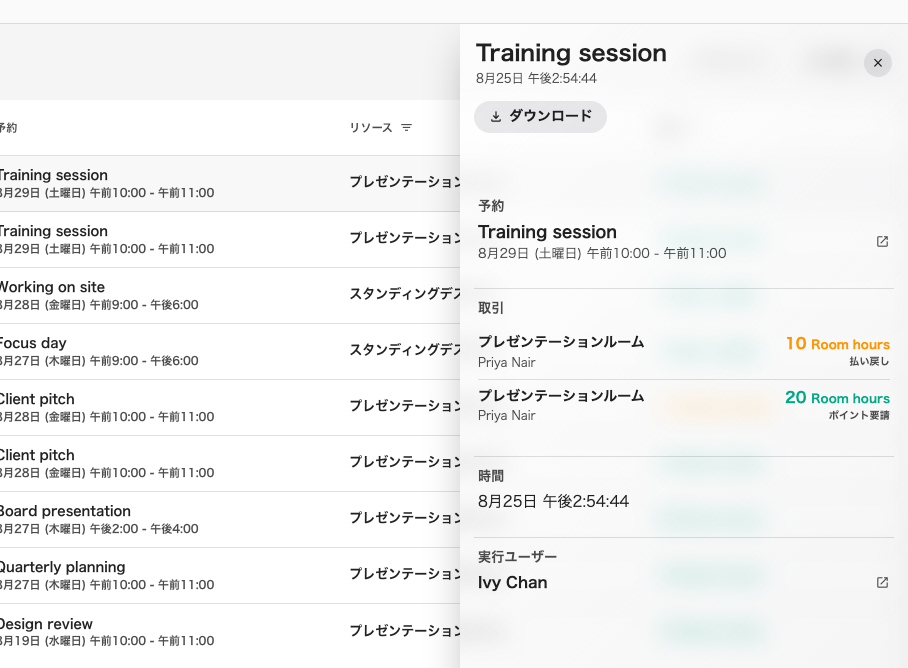 予約
リソース
Training session
8月29日 (土曜日) 午前10:00 - 午前11:00
プレゼンテーション
Training session
8月29日 (土曜日) 午前10:00 - 午前11:00
プレゼンテーション
Working on site
8月28日 (金曜日) 午前9:00 - 午後6:00
スタンディングデス
Focus day
8月27日 (木曜日) 午前9:00 - 午後6:00
スタンディングデス
Client pitch
8月28日 (金曜日) 午前10:00 - 午前11:00
プレゼンテーション
Client pitch
8月28日 (金曜日) 午前10:00 - 午前11:00
プレゼンテーション
Board presentation
8月27日 (木曜日) 午後2:00 - 午後4:00
プレゼンテーション
Quarterly planning
8月27日 (木曜日) 午前10:00 - 午前11:00
プレゼンテーション
Design review
8月19日 (水曜日) 午前10:00 - 午前11:00
プレゼンテーション
Training session
8月25日 午後2:54:44
ダウンロード
予約
Training session
8月29日 (土曜日) 午前10:00 - 午前11:00
取引
プレゼンテーションルーム
Priya Nair
10 Room hours
払い戻し
プレゼンテーションルーム
Priya Nair
20 Room hours
ポイント要請
時間
8月25日 午後2:54:44
実行ユーザー
Ivy Chan